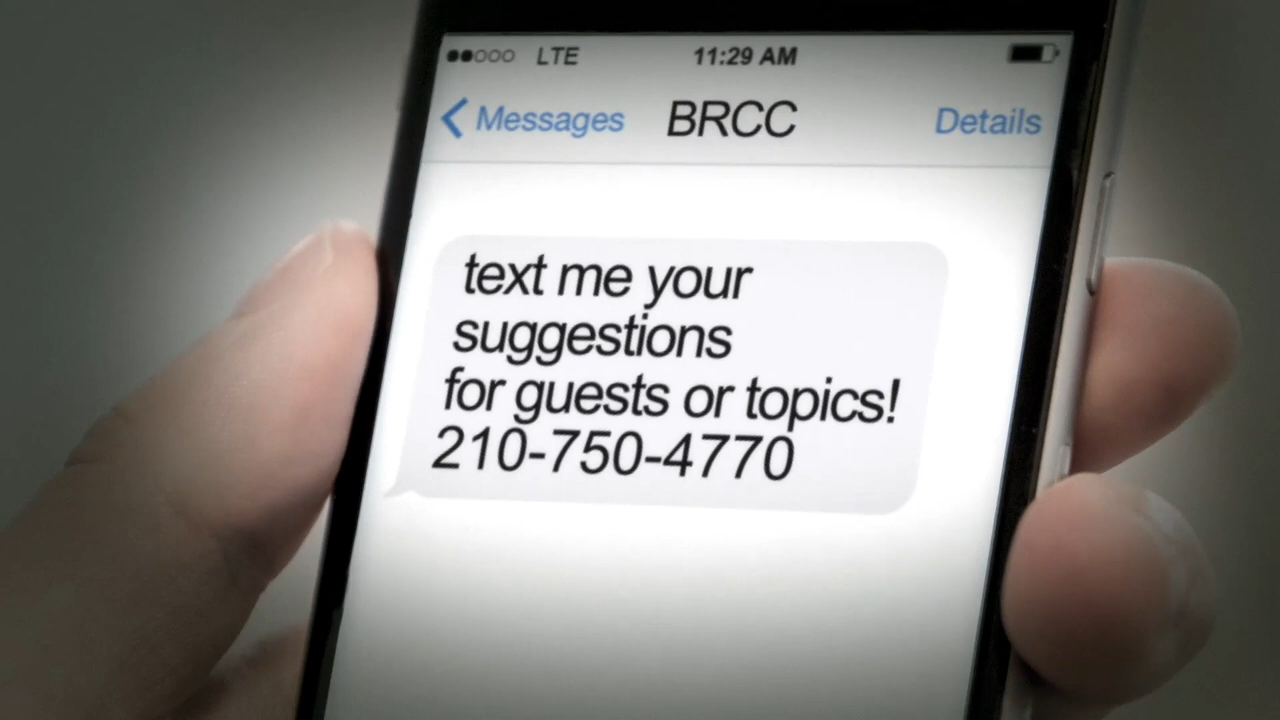 LTE 11:29 AM
Messages BRCC Details
text me your
suggestions
for guests or topics!
210-750-4770